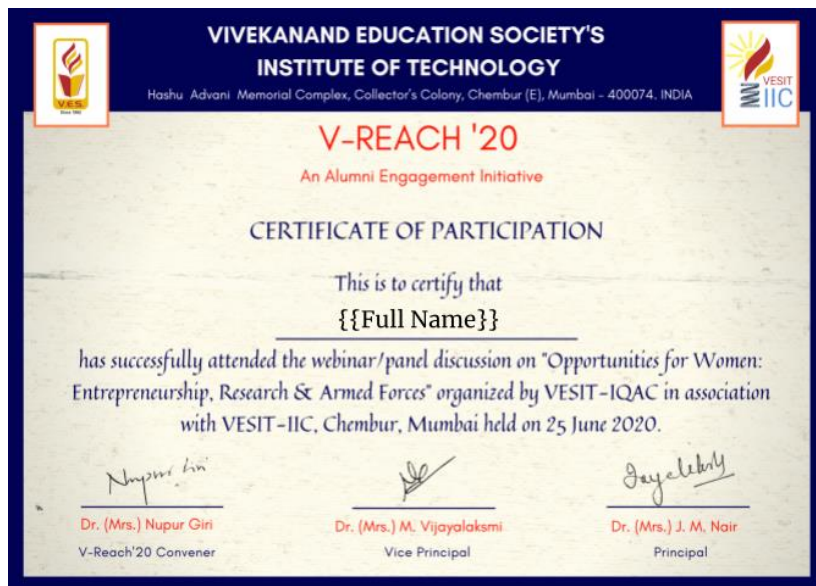 VIVEKANAND EDUCATION SOCIETY'S
INSTITUTE OF TECHNOLOGY
Hashu Advani Memorial Complex, Collector's Colony, Chembur (E), Mumbai - 400074. INDIA
V.E.S.
Since 1962
VESIT
IIC
V-REACH '20
An Alumni Engagement Initiative
CERTIFICATE OF PARTICIPATION
This is to certify that
{{Full Name}}
has successfully attended the webinar/panel discussion on "Opportunities for Women:
Entrepreneurship, Research & Armed Forces" organized by VESIT-IQAC in association
with VESIT-IIC, Chembur, Mumbai held on 25 June 2020.
Dr. (Mrs.) Nupur Giri
V-Reach'20 Convener
Dr. (Mrs.) M. Vijayalaksmi
Vice Principal
Dr. (Mrs.) J. M. Nair
Principal